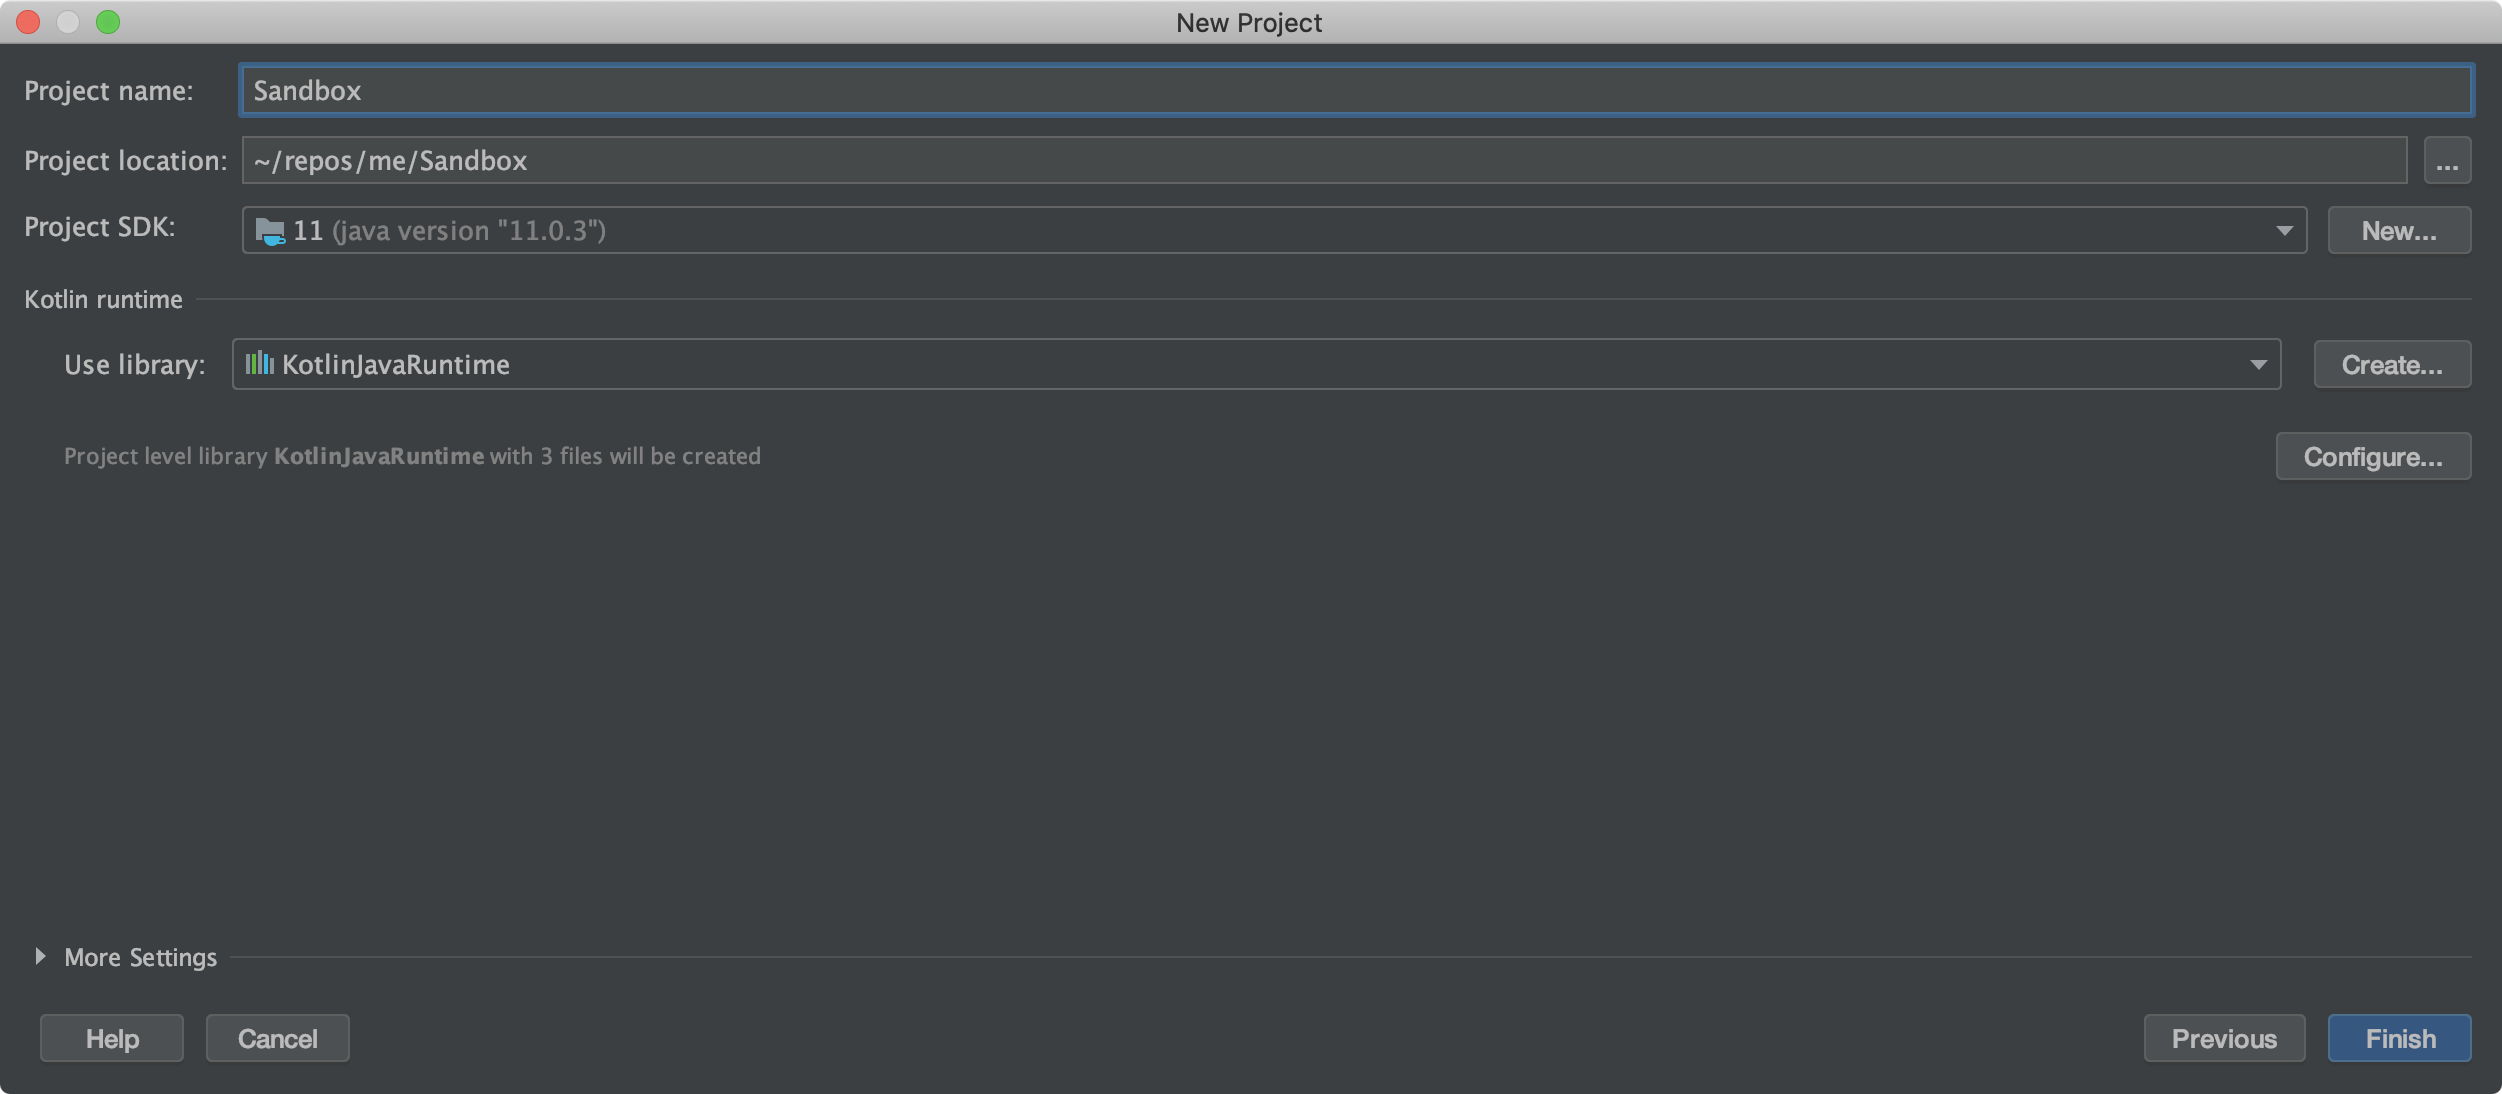 New Project
Project name: Sandbox
Project location: ~/repos/me/Sandbox ...
Project SDK: 11 (java version "11.0.3") New...
Kotlin runtime
Use library: KotlinJavaRuntime Create...
Project level library KotlinJavaRuntime with 3 files will be created Configure...
More Settings
Help Cancel Previous Finish